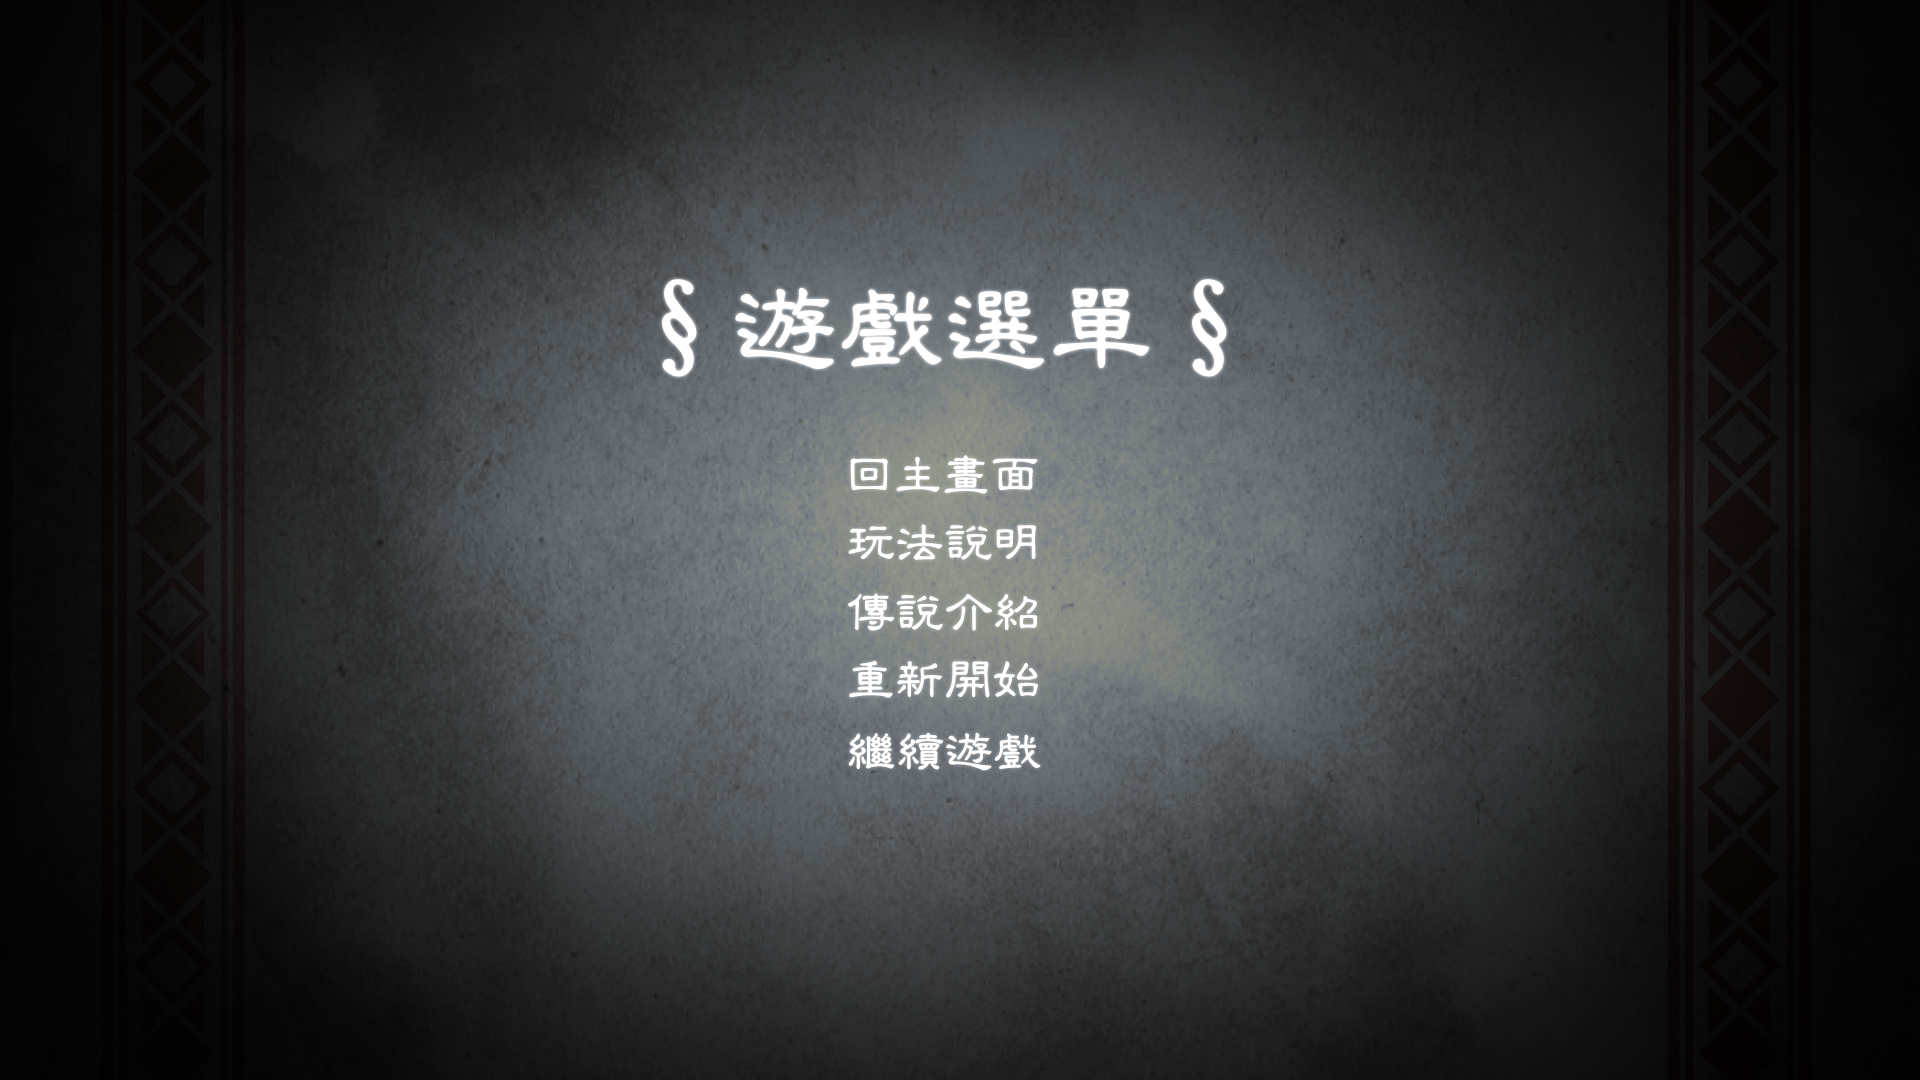 § 遊戲選單 §
回主畫面
玩法說明
傳說介紹
重新開始
繼續遊戲